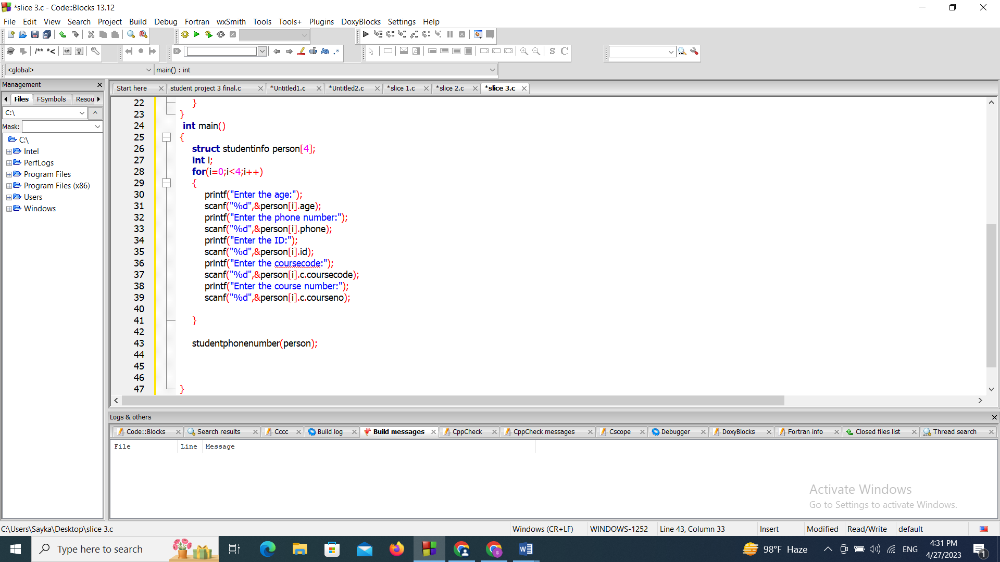 *slice 3.c - Code::Blocks 13.12
File Edit View Search Project Build Debug Fortran wxSmith Tools Tools+ Plugins DoxyBlocks Settings Help
/** *<
<global> main() : int
Management
Start here student project 3 final.c *Untitled1.c *Untitled2.c *slice 1.c *slice 2.c *slice 3.c
Files FSymbols Resou
C:\
Mask:
C:\
Intel
PerfLogs
Program Files
Program Files (x86)
Users
Windows
22 }
23 }
24 int main()
25 {
26 struct studentinfo person[4];
27 int i;
28 for(i=0;i<4;i++)
29 {
30 printf("Enter the age:");
31 scanf("%d",&person[i].age);
32 printf("Enter the phone number:");
33 scanf("%d",&person[i].phone);
34 printf("Enter the ID:");
35 scanf("%d",&person[i].id);
36 printf("Enter the coursecode:");
37 scanf("%d",&person[i].c.coursecode);
38 printf("Enter the course number:");
39 scanf("%d",&person[i].c.courseno);
40
41 }
42
43 studentphonenumber(person);
44
45
46
47 }
Logs & others
Code::Blocks Search results Cccc Build log Build messages CppCheck CppCheck messages Cscope Debugger DoxyBlocks Fortran info Closed files list Thread search
File Line Message
Activate Windows
Go to Settings to activate Windows.
C:\Users\Sayka\Desktop\slice 3.c Windows (CR+LF) WINDOWS-1252 Line 43, Column 33 Insert Modified Read/Write default
Type here to search
98°F Haze ENG
4:31 PM
4/27/2023
1